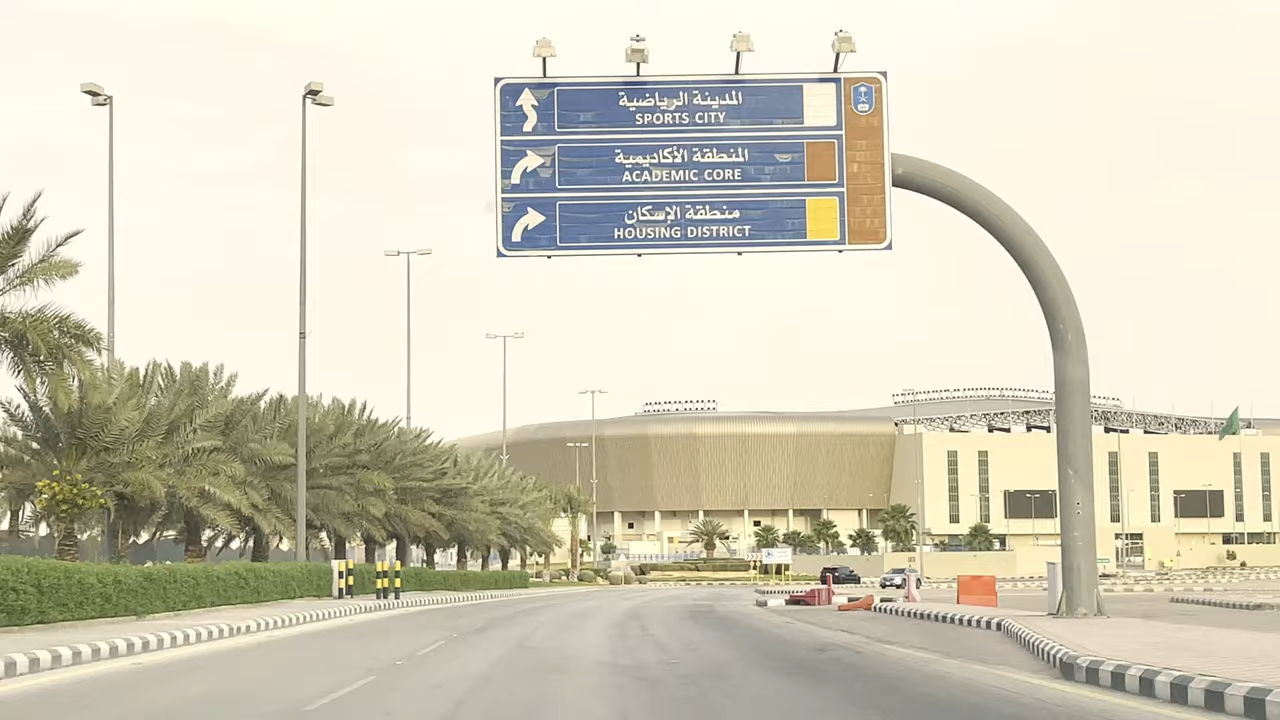 المدينة الرياضية
SPORTS CITY
المنطقة الأكاديمية
ACADEMIC CORE
منطقة الإسكان
HOUSING DISTRICT